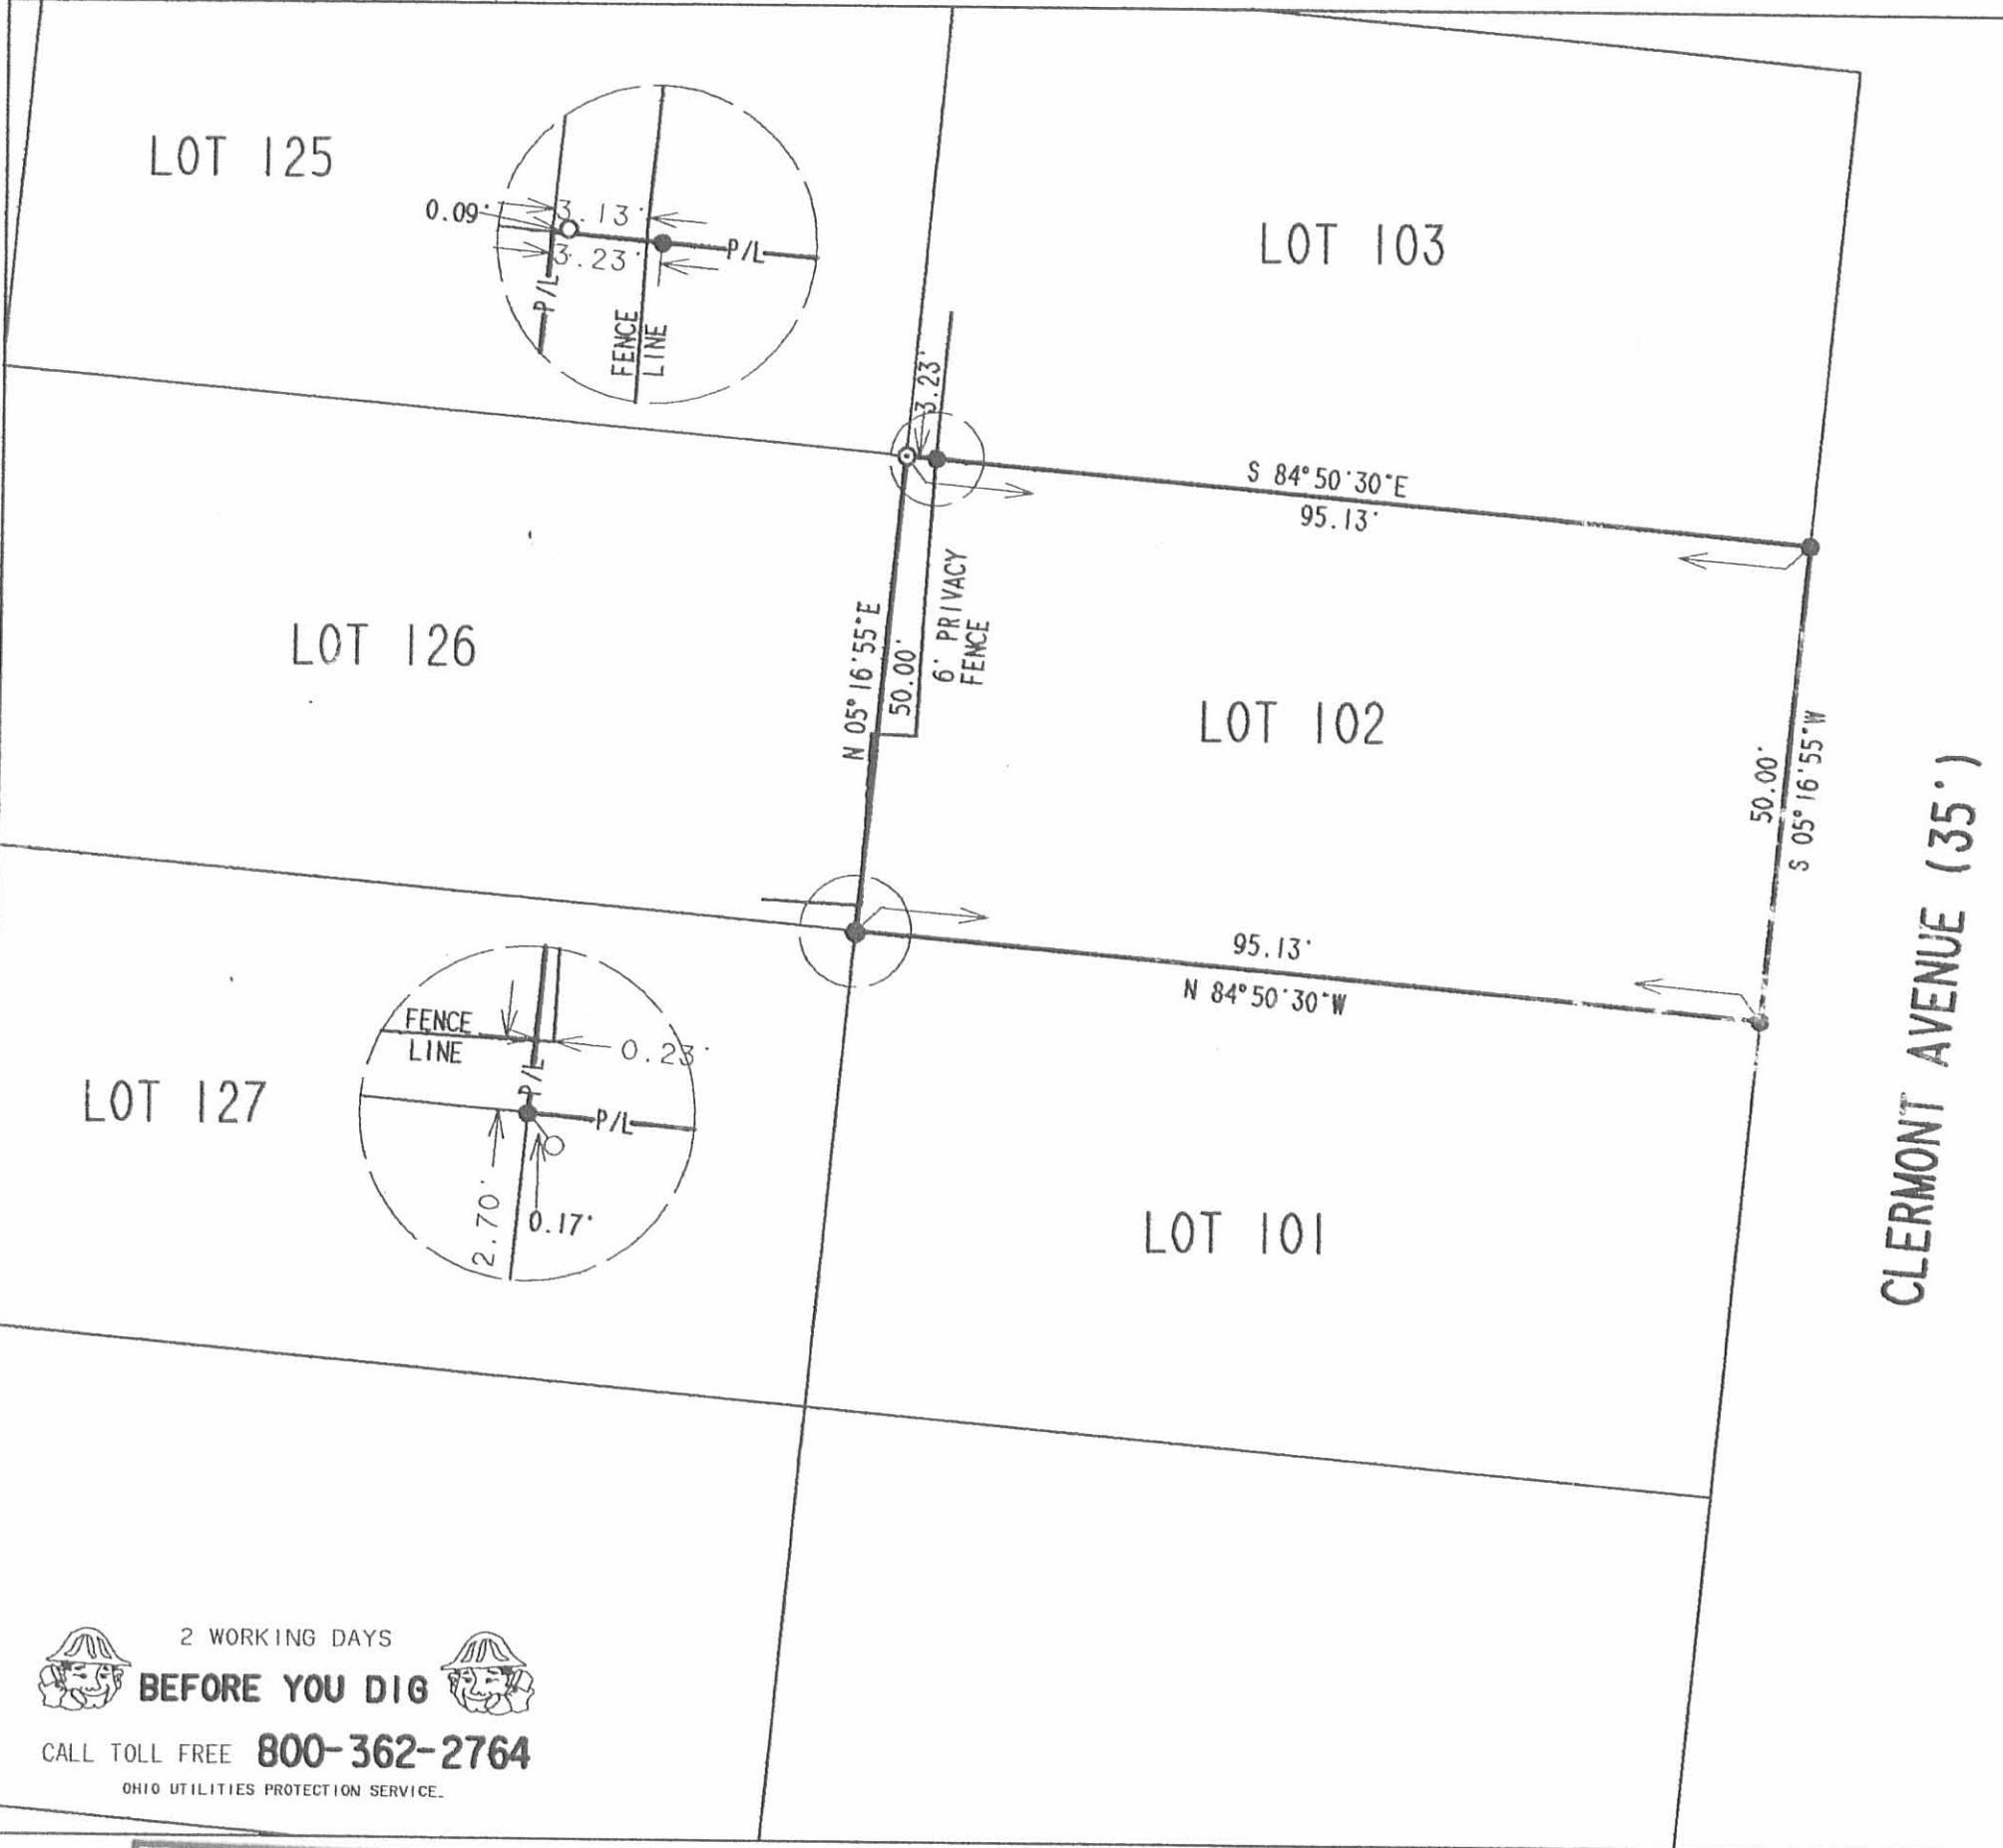 LOT 125
0.09'
3.13'
3.23'
P/L
P/L
FENCE
LINE
LOT 103
3.23'
S 84°50'30"E
95.13'
LOT 126
N 05°16'55"E
50.00'
6' PRIVACY
FENCE
LOT 102
50.00'
S 05°16'55"W
CLERMONT AVENUE (35')
95.13'
N 84°50'30"W
FENCE
LINE
0.23'
P/L
P/L
2.70'
0.17'
LOT 127
LOT 101
2 WORKING DAYS
BEFORE YOU DIG
CALL TOLL FREE 800-362-2764
OHIO UTILITIES PROTECTION SERVICE.